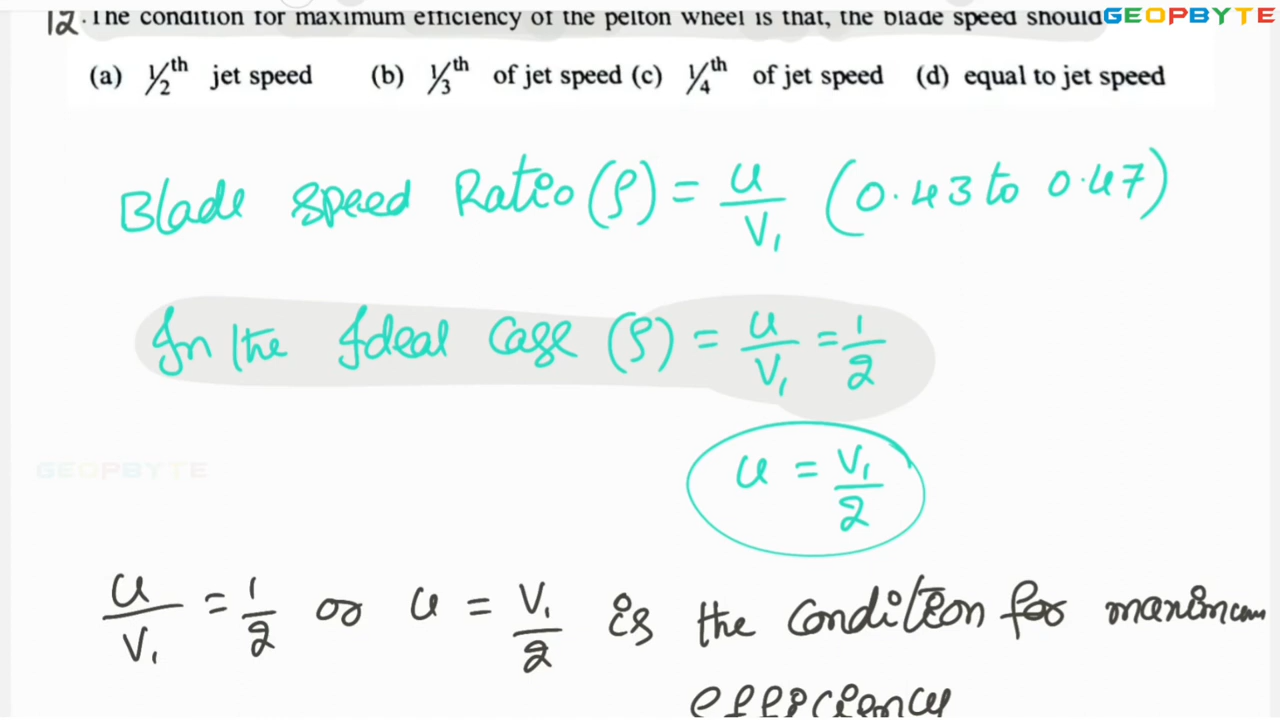 12. The condition for maximum efficiency of the pelton wheel is that, the blade speed should
GEOPBYTE
(a) 1/2th jet speed (b) 1/3th of jet speed (c) 1/4th of jet speed (d) equal to jet speed
Blade speed Ratio (ρ) = u/V₁ (0.43 to 0.47)
In the Ideal Case (ρ) = u/V₁ = 1/2
u = V₁/2
GEOPBYTE
u/V₁ = 1/2 or u = V₁/2 is the condition for maximum
efficiency